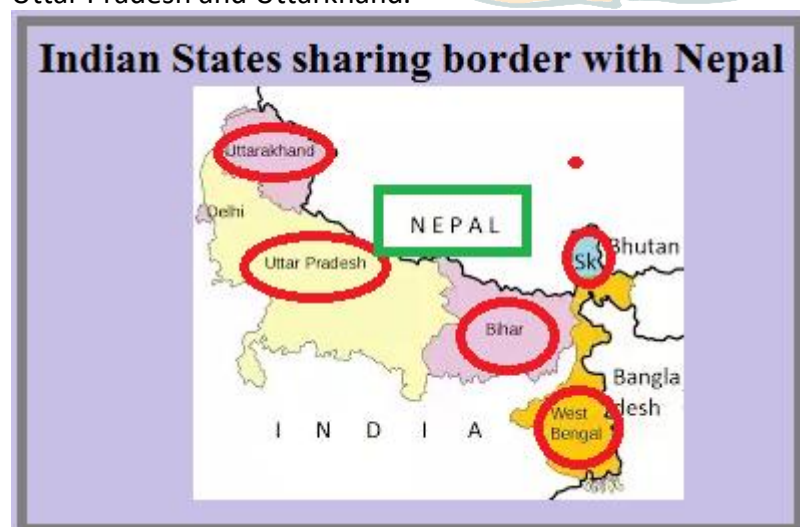 Uttar Pradesh and Uttarkhand.
Indian States sharing border with Nepal
Uttarakhand
Delhi
NEPAL
Bhutan
Uttar Pradesh
Sk
Bihar
Bangla
desh
West
Bengal
INDIA